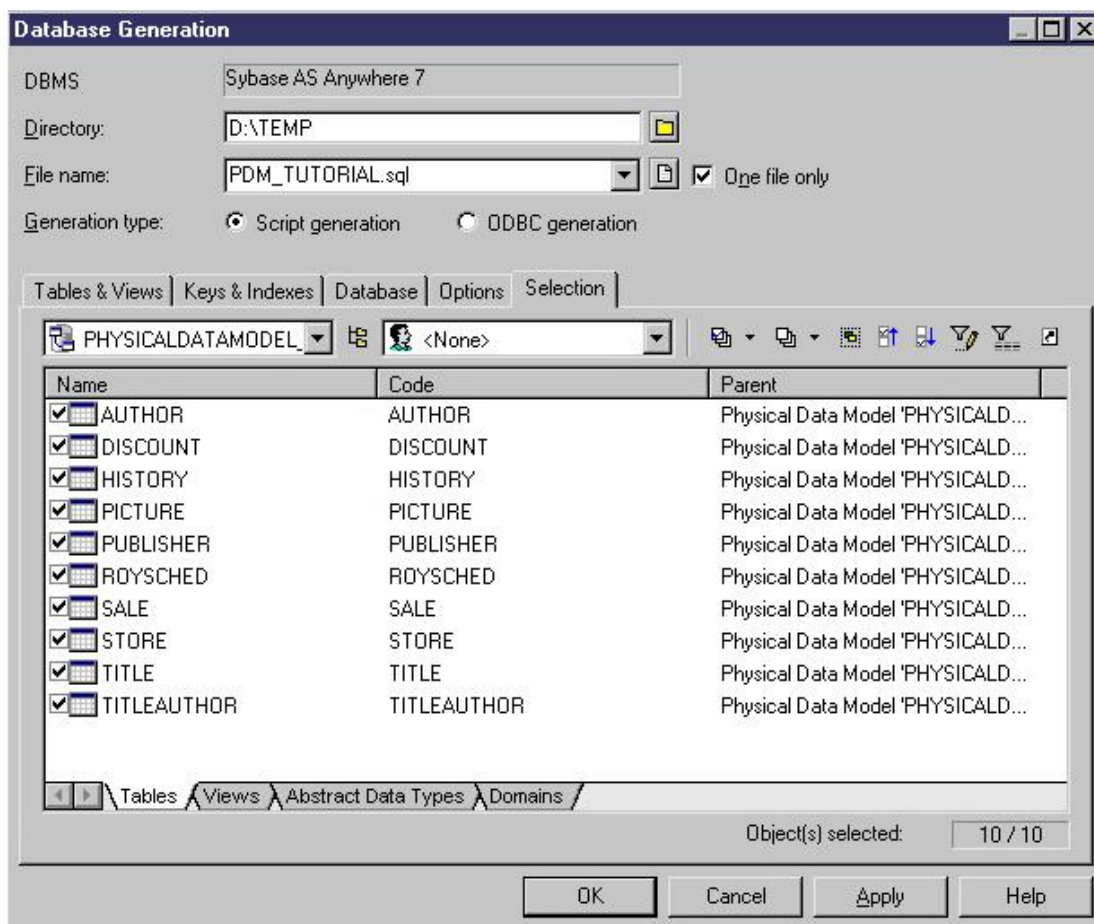 Database Generation
DBMS Sybase AS Anywhere 7
Directory: D:\TEMP
File name: PDM_TUTORIAL.sql One file only
Generation type: Script generation ODBC generation
Tables & Views Keys & Indexes Database Options Selection
PHYSICALDATAMODEL_ <None>
Name Code Parent
AUTHOR AUTHOR Physical Data Model 'PHYSICALD...
DISCOUNT DISCOUNT Physical Data Model 'PHYSICALD...
HISTORY HISTORY Physical Data Model 'PHYSICALD...
PICTURE PICTURE Physical Data Model 'PHYSICALD...
PUBLISHER PUBLISHER Physical Data Model 'PHYSICALD...
ROYSCHED ROYSCHED Physical Data Model 'PHYSICALD...
SALE SALE Physical Data Model 'PHYSICALD...
STORE STORE Physical Data Model 'PHYSICALD...
TITLE TITLE Physical Data Model 'PHYSICALD...
TITLEAUTHOR TITLEAUTHOR Physical Data Model 'PHYSICALD...
Tables Views Abstract Data Types Domains
Object(s) selected: 10 / 10
OK Cancel Apply Help